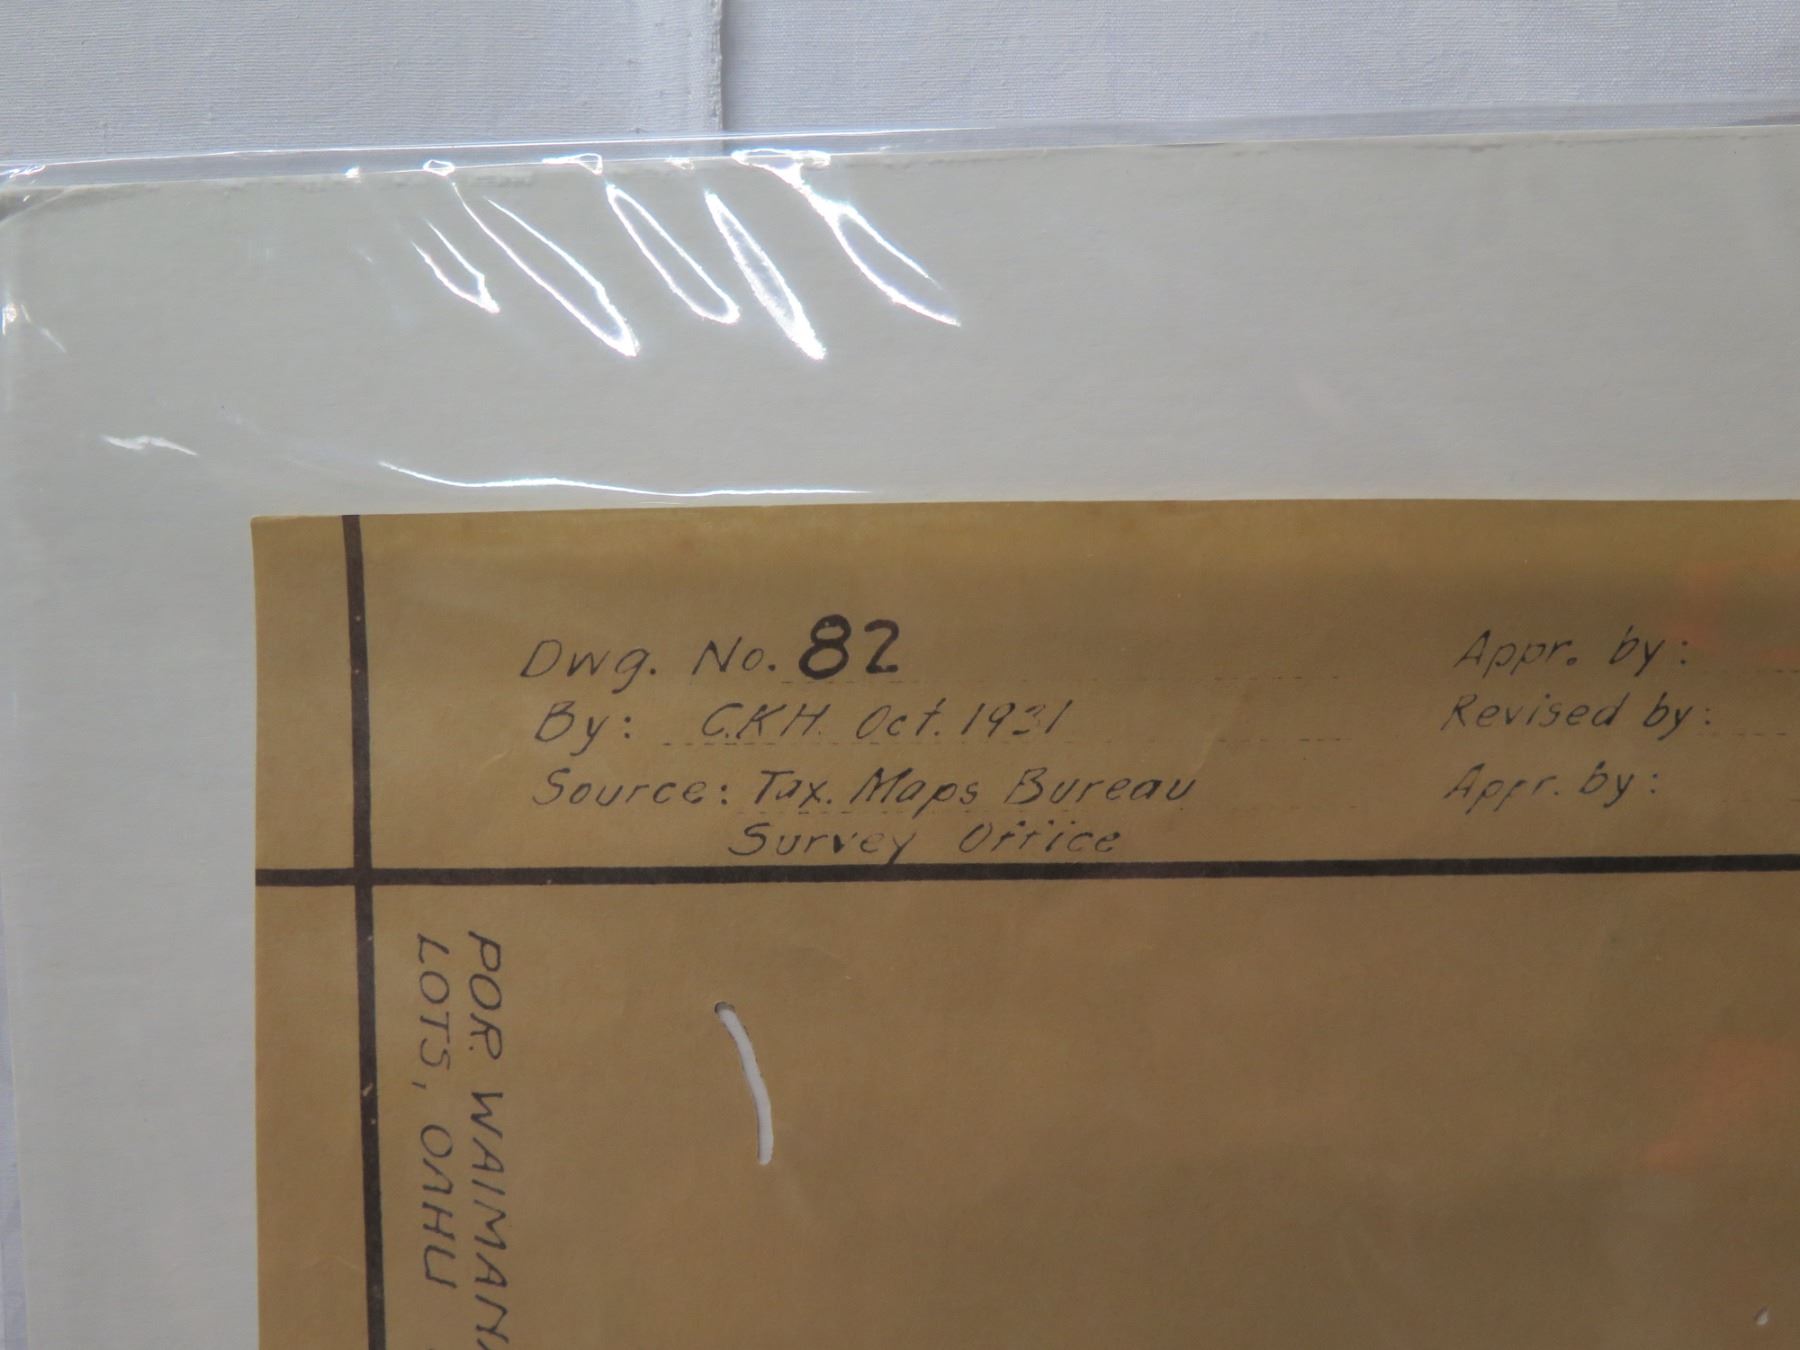 Dwg. No. 82
By: C.K.H. Oct. 1931
Source: Tax. Maps Bureau
Survey Office
Appr. by:
Revised by:
Appr. by:
POR. WAIMAN
LOTS, OAHU